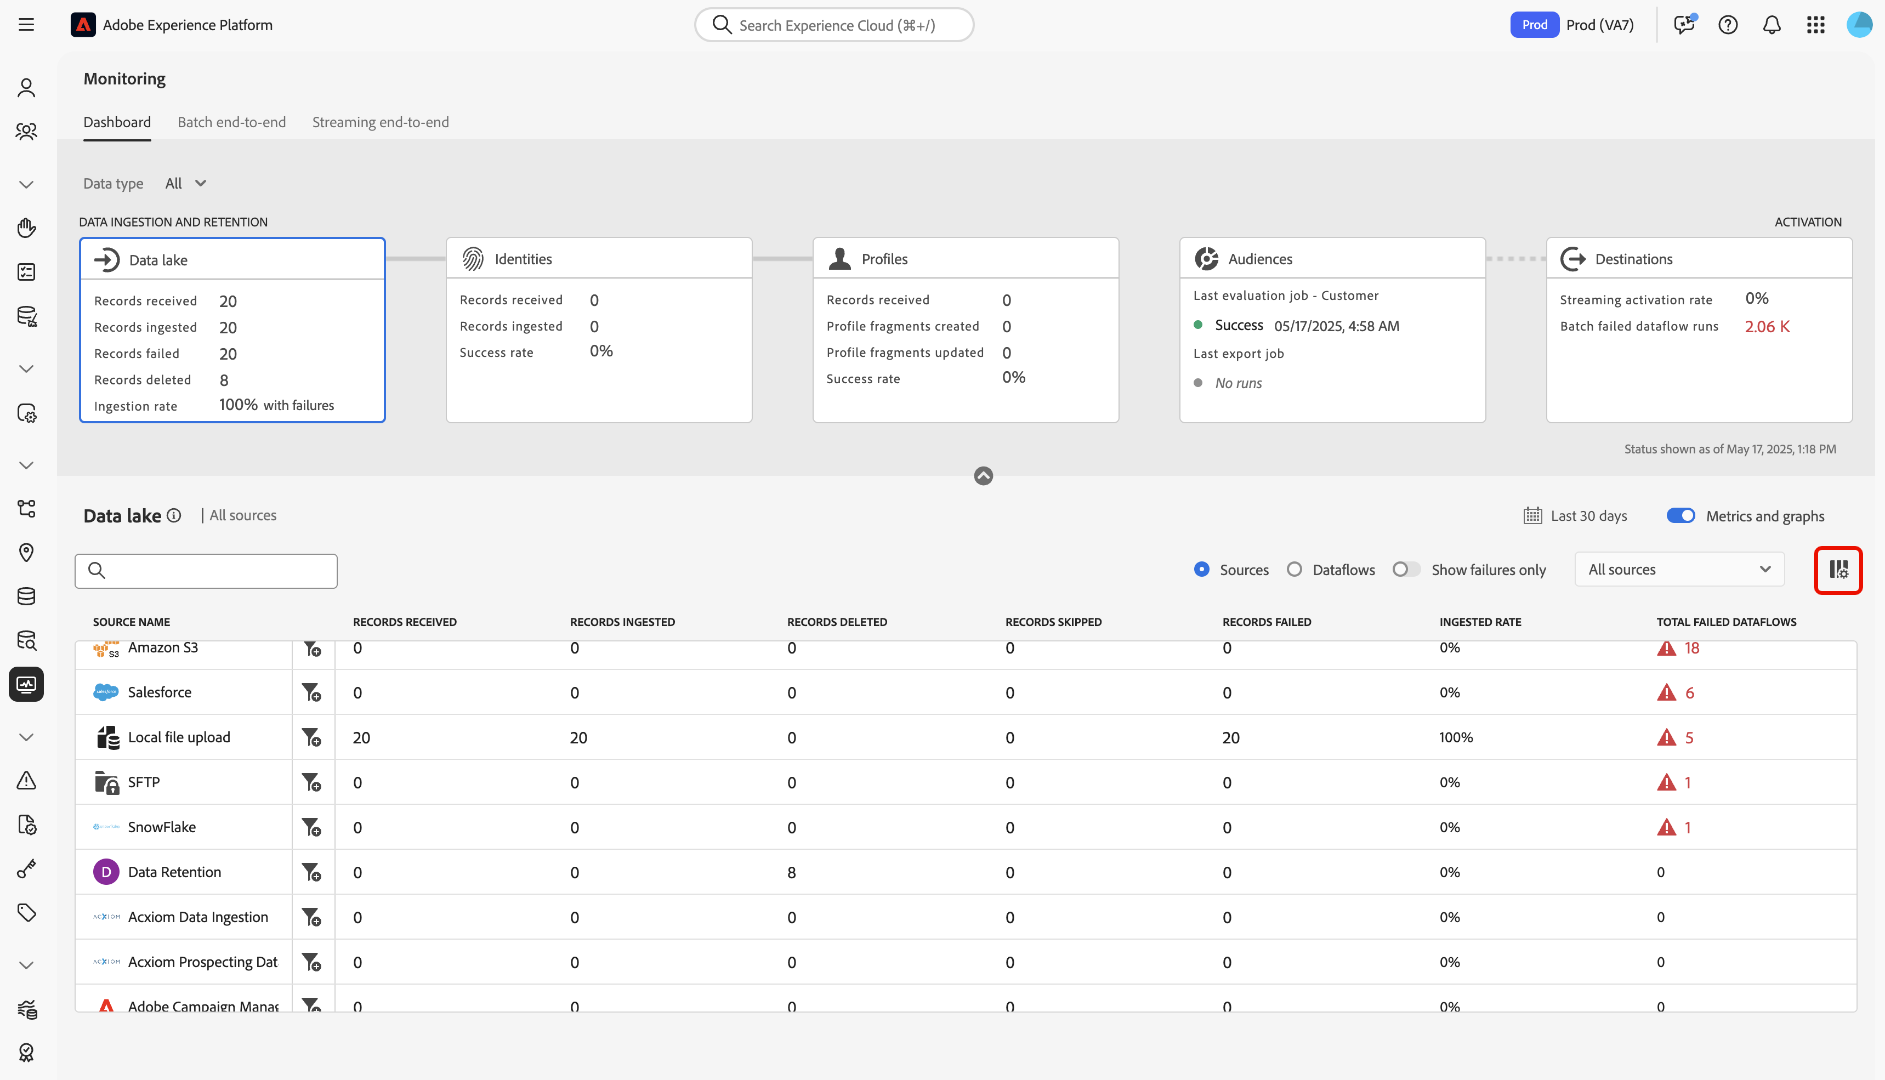 Adobe Experience Platform
Search Experience Cloud (⌘+/)
Prod
Prod (VA7)
Monitoring
Dashboard
Batch end-to-end
Streaming end-to-end
Data type
All
DATA INGESTION AND RETENTION
ACTIVATION
Data lake
Records received 20
Records ingested 20
Records failed 20
Records deleted 8
Ingestion rate 100% with failures
Identities
Records received 0
Records ingested 0
Success rate 0%
Profiles
Records received 0
Profile fragments created 0
Profile fragments updated 0
Success rate 0%
Audiences
Last evaluation job - Customer
Success 05/17/2025, 4:58 AM
Last export job
No runs
Destinations
Streaming activation rate 0%
Batch failed dataflow runs 2.06 K
Status shown as of May 17, 2025, 1:18 PM
Data lake | All sources
Last 30 days
Metrics and graphs
Sources
Dataflows
Show failures only
All sources
SOURCE NAME RECORDS RECEIVED RECORDS INGESTED RECORDS DELETED RECORDS SKIPPED RECORDS FAILED INGESTED RATE TOTAL FAILED DATAFLOWS
S3 Amazon S3 0 0 0 0 0 0% 18
salesforce Salesforce 0 0 0 0 0 0% 6
Local file upload 20 20 0 0 20 100% 5
SFTP 0 0 0 0 0 0% 1
SnowFlake 0 0 0 0 0 0% 1
D Data Retention 0 0 8 0 0 0% 0
ACXIOM Acxiom Data Ingestion 0 0 0 0 0 0% 0
ACXIOM Acxiom Prospecting Dat 0 0 0 0 0 0% 0
Adobe Campaign Manag 0 0 0 0 0 0% 0